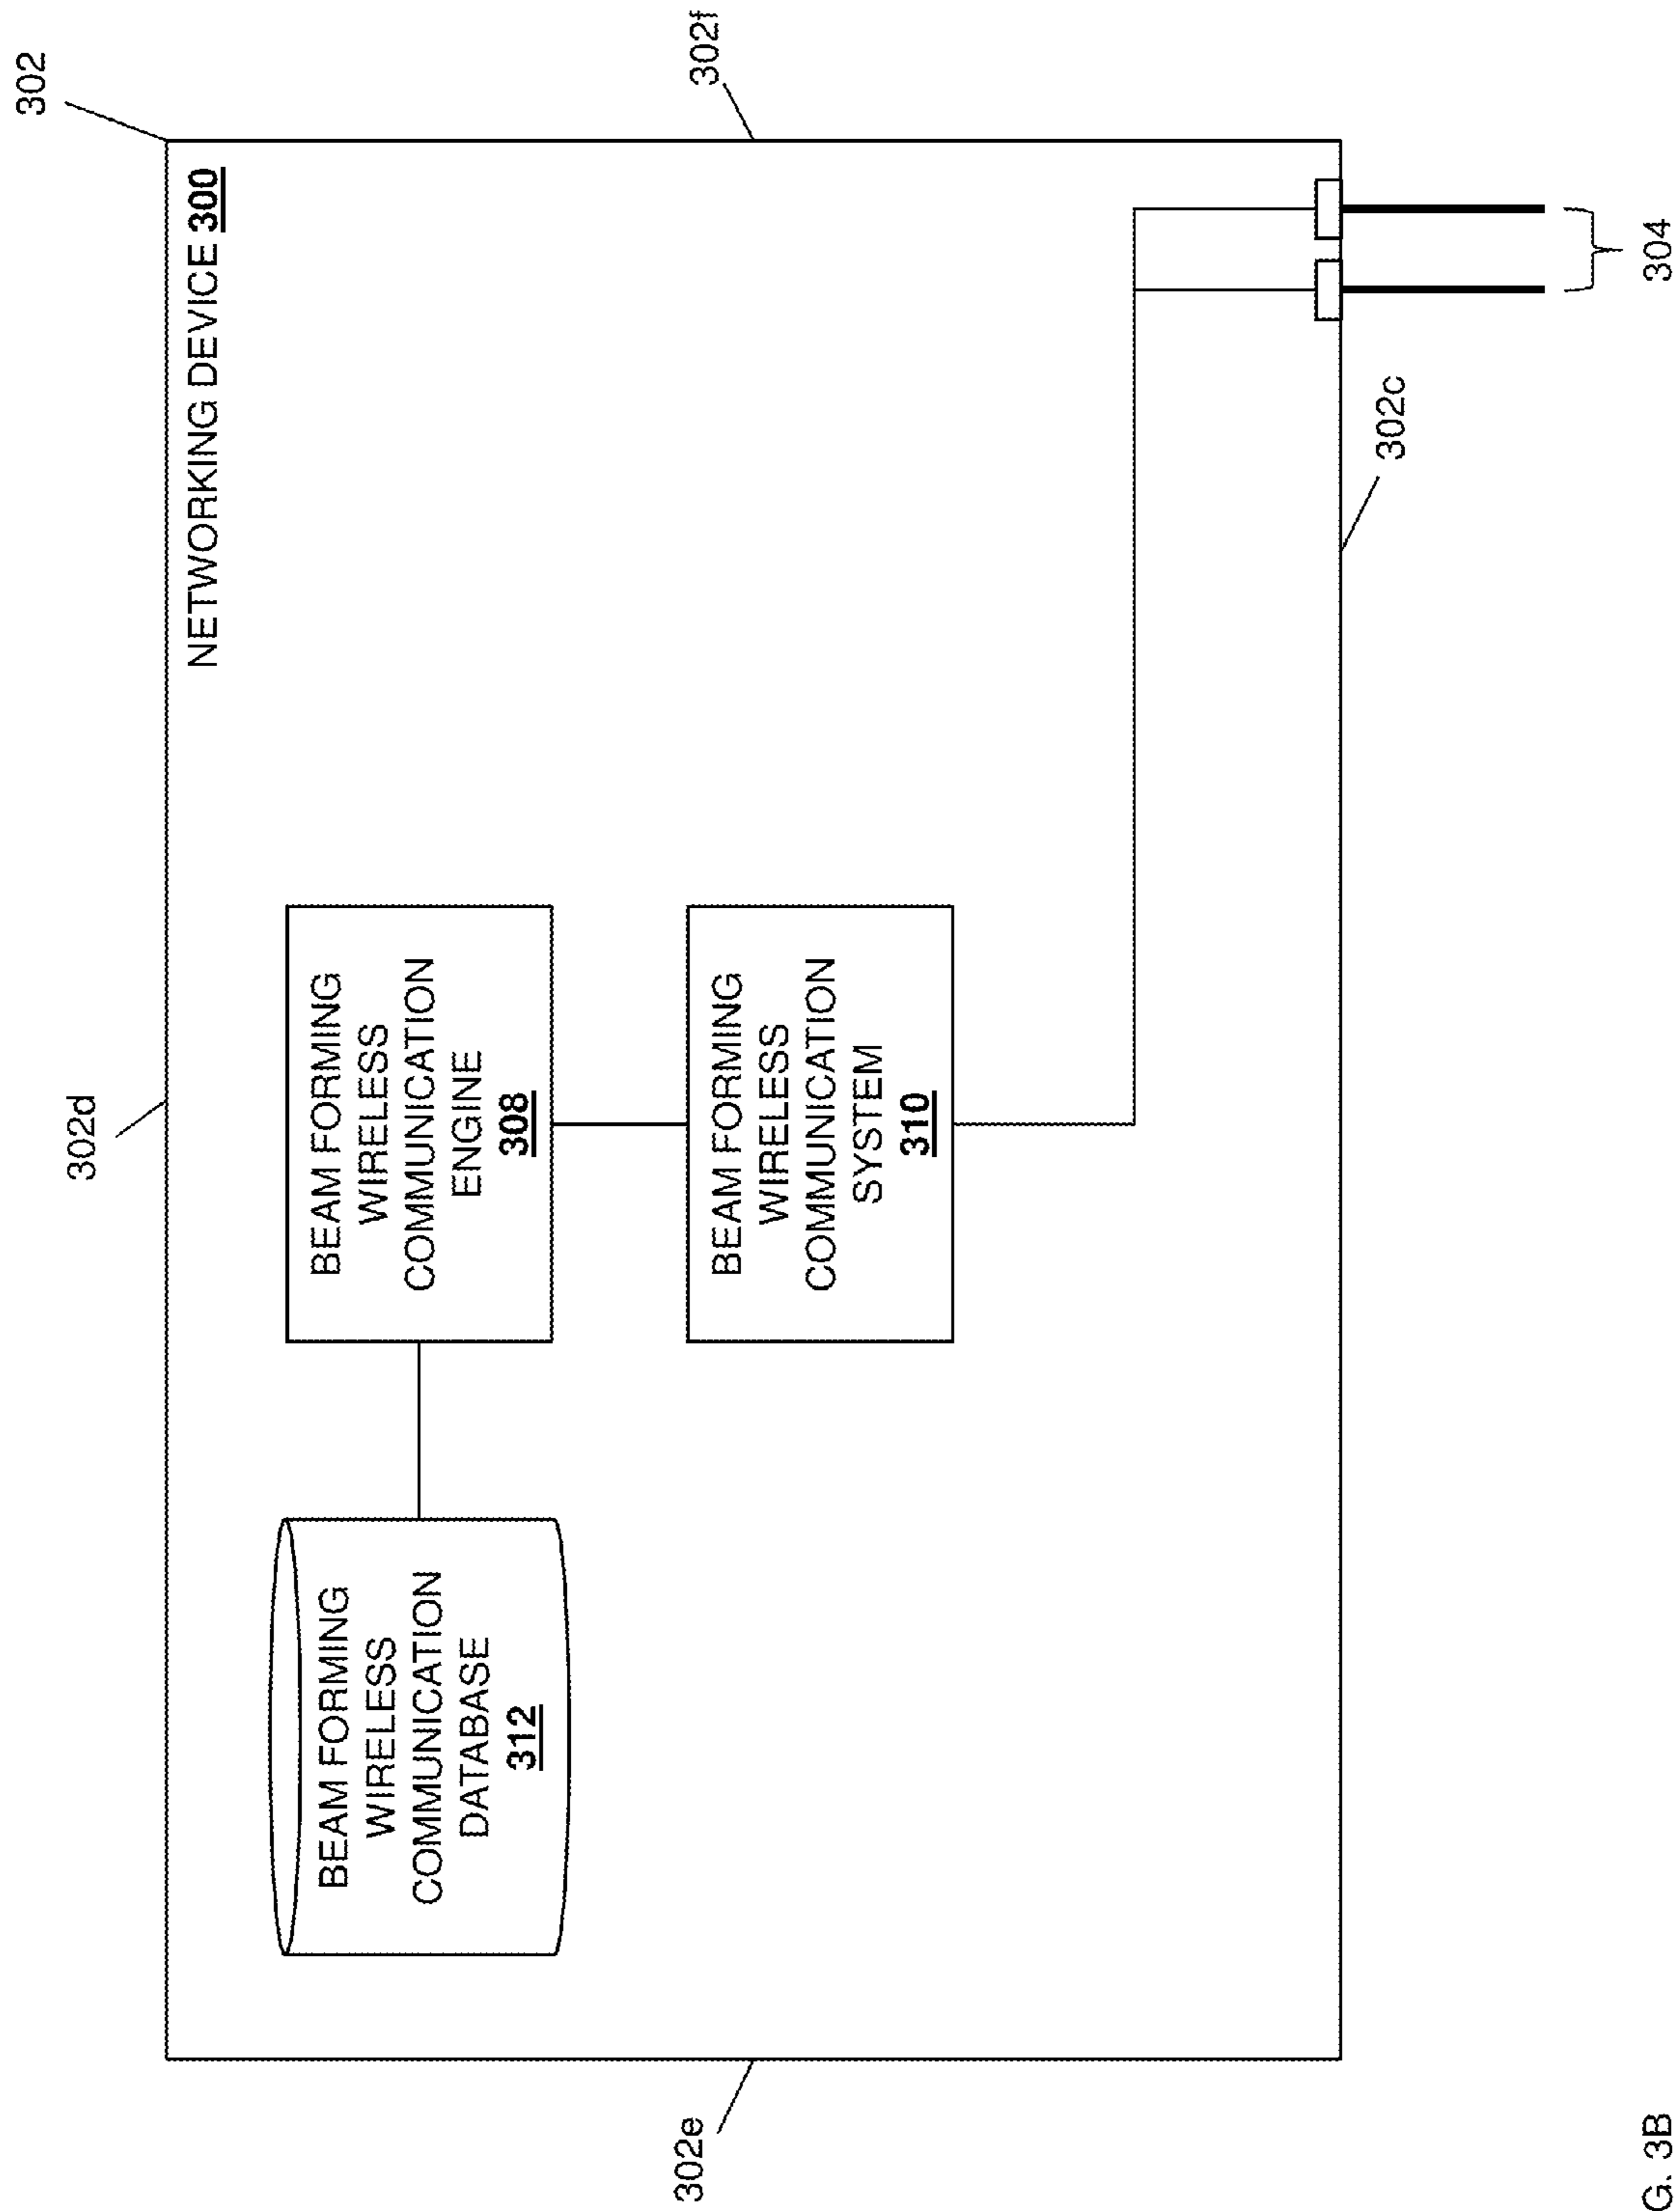 302d
302
NETWORKING DEVICE 300
BEAM FORMING
WIRELESS
COMMUNICATION
DATABASE
312
BEAM FORMING
WIRELESS
COMMUNICATION
ENGINE
308
302e
302f
BEAM FORMING
WIRELESS
COMMUNICATION
SYSTEM
310
302c
304
G. 3B